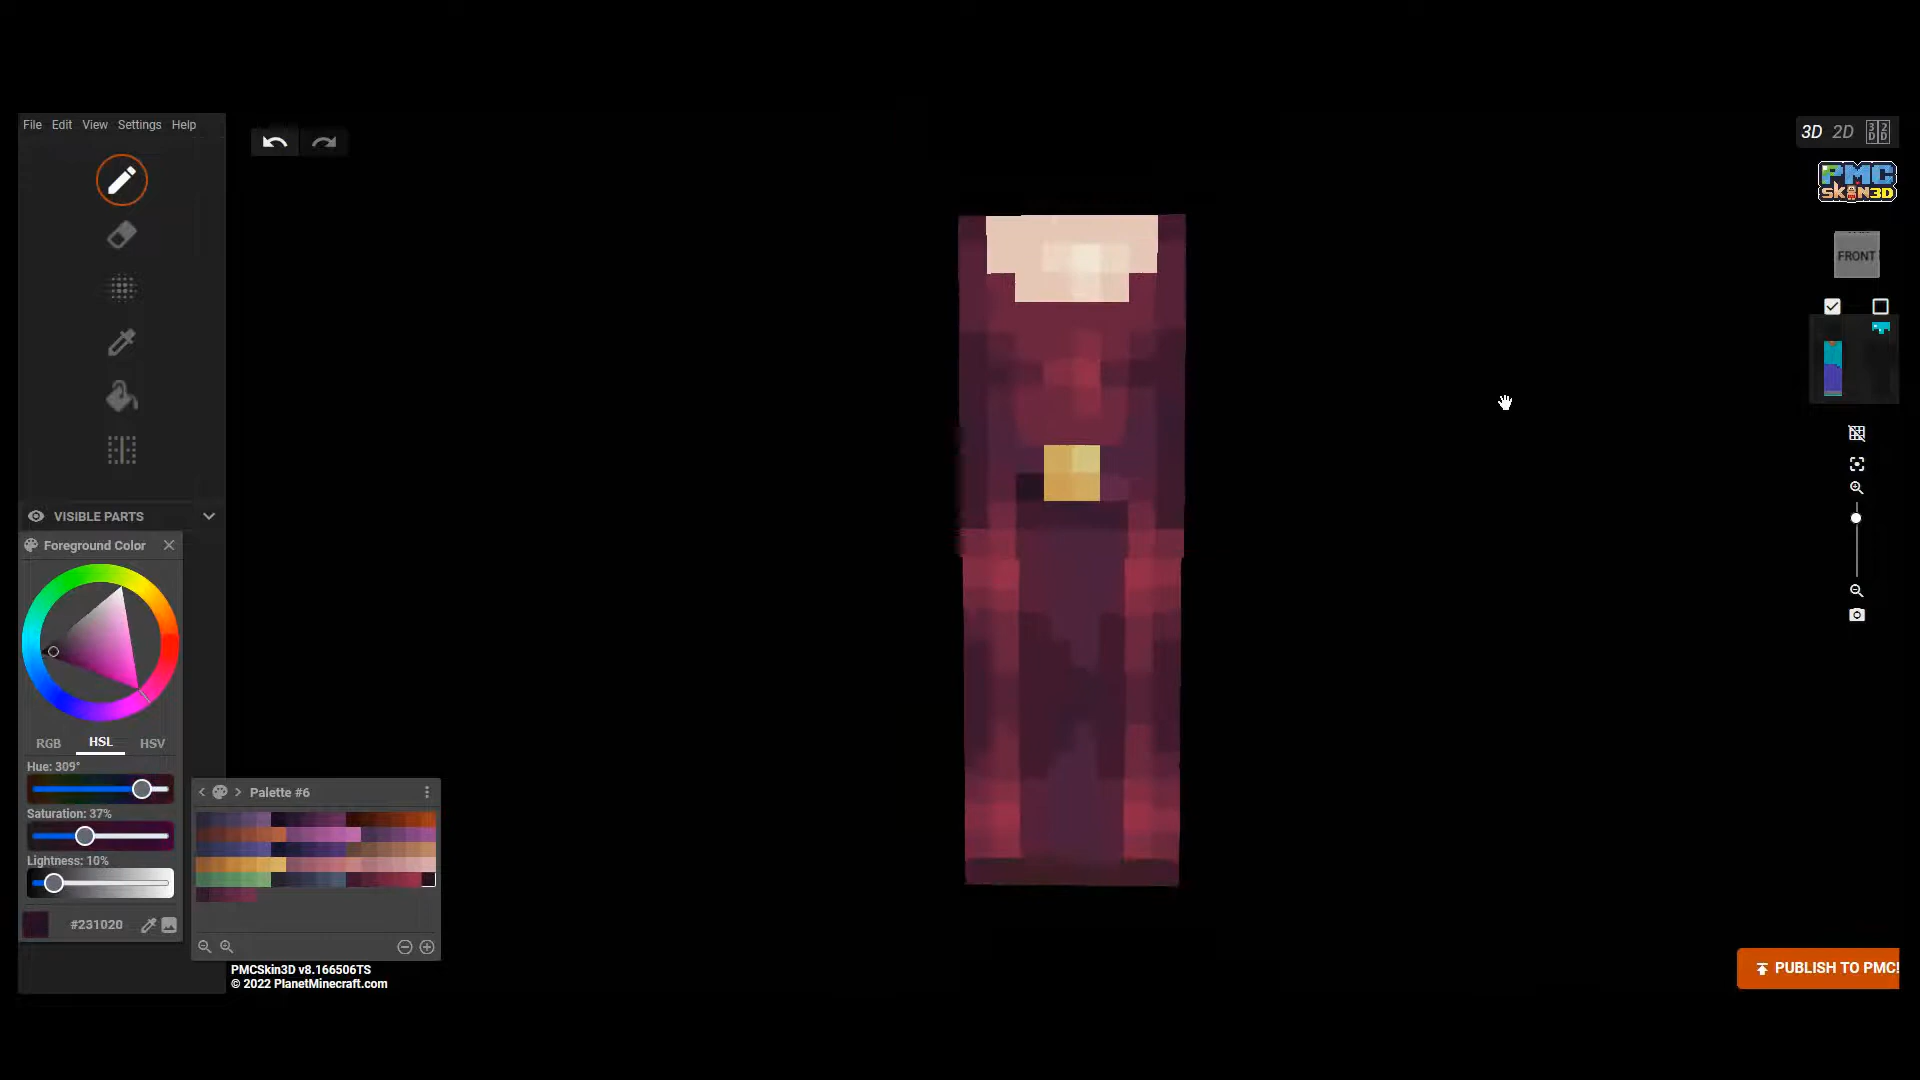 File Edit View Settings Help
3D 2D
PMC
SKIN3D
FRONT
VISIBLE PARTS
Foreground Color
RGB HSL HSV
Hue: 309°
Saturation: 37%
Lightness: 10%
#231020
Palette #6
PMCSkin3D v8.166506TS
© 2022 PlanetMinecraft.com
PUBLISH TO PMC!